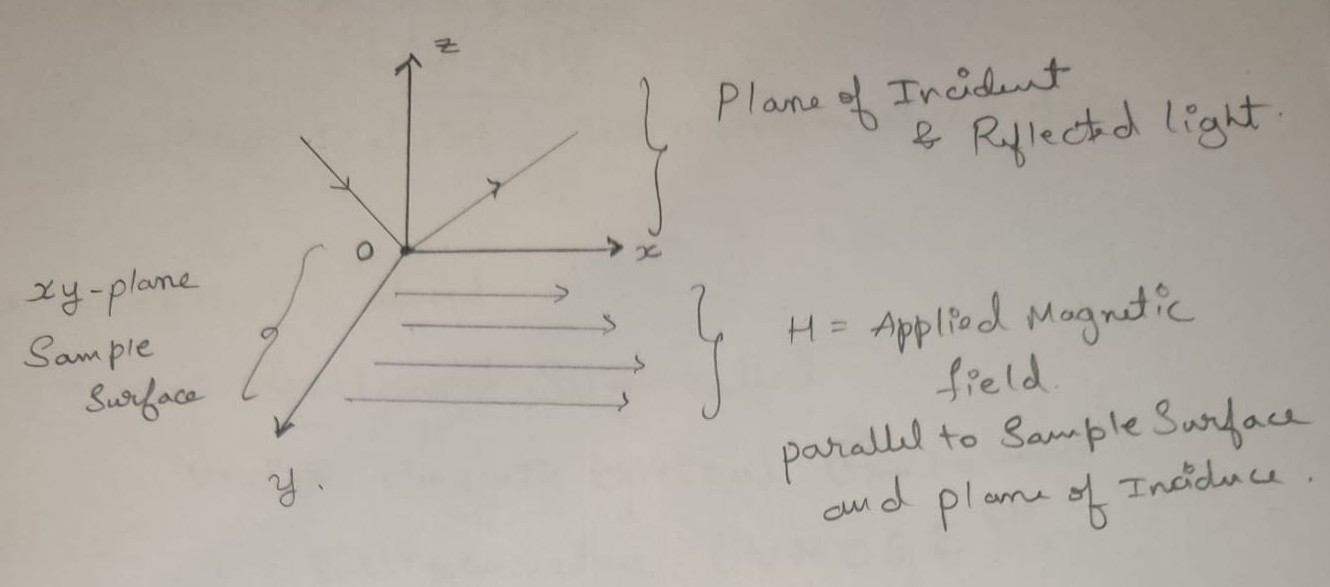 z
Plane of Incident
& Reflected light.
O
x
xy-plane
Sample
Surface
H = Applied Magnetic
field.
parallel to Sample Surface
and plane of Incidence.
y.